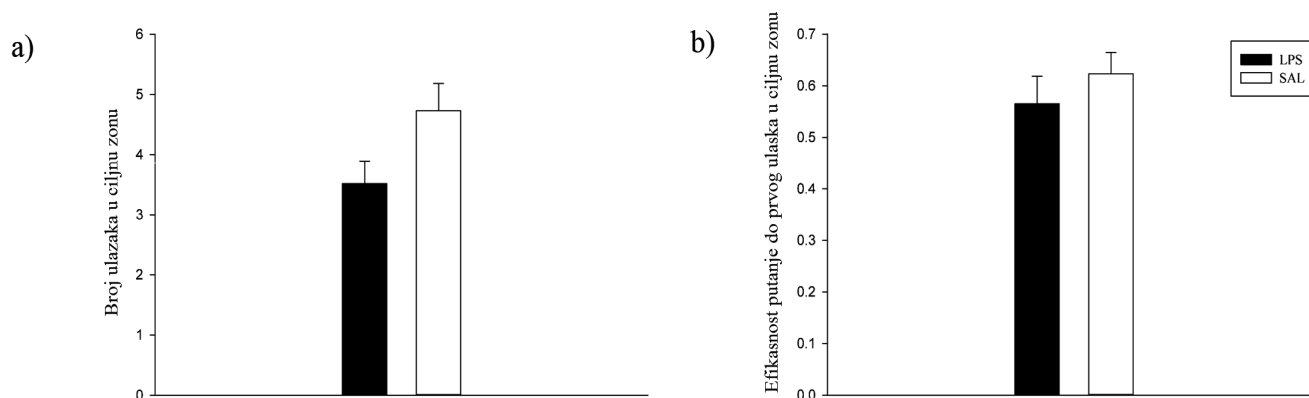 a)
Broj ulazaka u ciljnu zonu
6
5
4
3
2
1
0
b)
Efikasnost putanje do prvog ulaska u ciljnu zonu
0.7
0.6
0.5
0.4
0.3
0.2
0.1
0.0
LPS
SAL